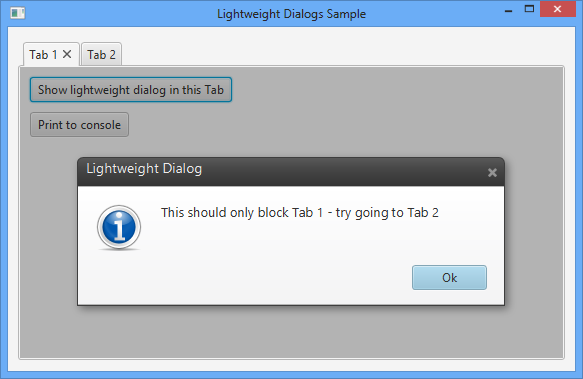 Lightweight Dialogs Sample
Tab 1 Tab 2
Show lightweight dialog in this Tab
Print to console
Lightweight Dialog
This should only block Tab 1 - try going to Tab 2
Ok